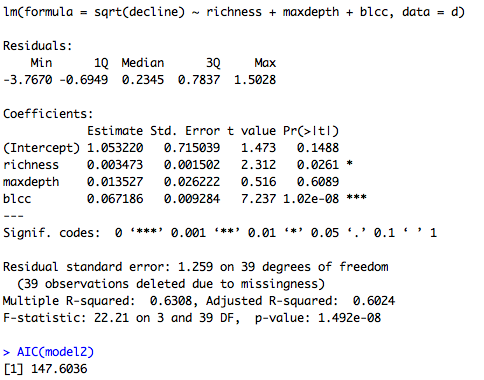 lm(formula = sqrt(decline) ~ richness + maxdepth + blcc, data = d)
Residuals:
Min 1Q Median 3Q Max
-3.7670 -0.6949 0.2345 0.7837 1.5028
Coefficients:
Estimate Std. Error t value Pr(>|t|)
(Intercept) 1.053220 0.715039 1.473 0.1488
richness 0.003473 0.001502 2.312 0.0261 *
maxdepth 0.013527 0.026222 0.516 0.6089
blcc 0.067186 0.009284 7.237 1.02e-08 ***
---
Signif. codes: 0 ‘***’ 0.001 ‘**’ 0.01 ‘*’ 0.05 ‘.’ 0.1 ‘ ’ 1
Residual standard error: 1.259 on 39 degrees of freedom
(39 observations deleted due to missingness)
Multiple R-squared: 0.6308, Adjusted R-squared: 0.6024
F-statistic: 22.21 on 3 and 39 DF, p-value: 1.492e-08
> AIC(model2)
[1] 147.6036